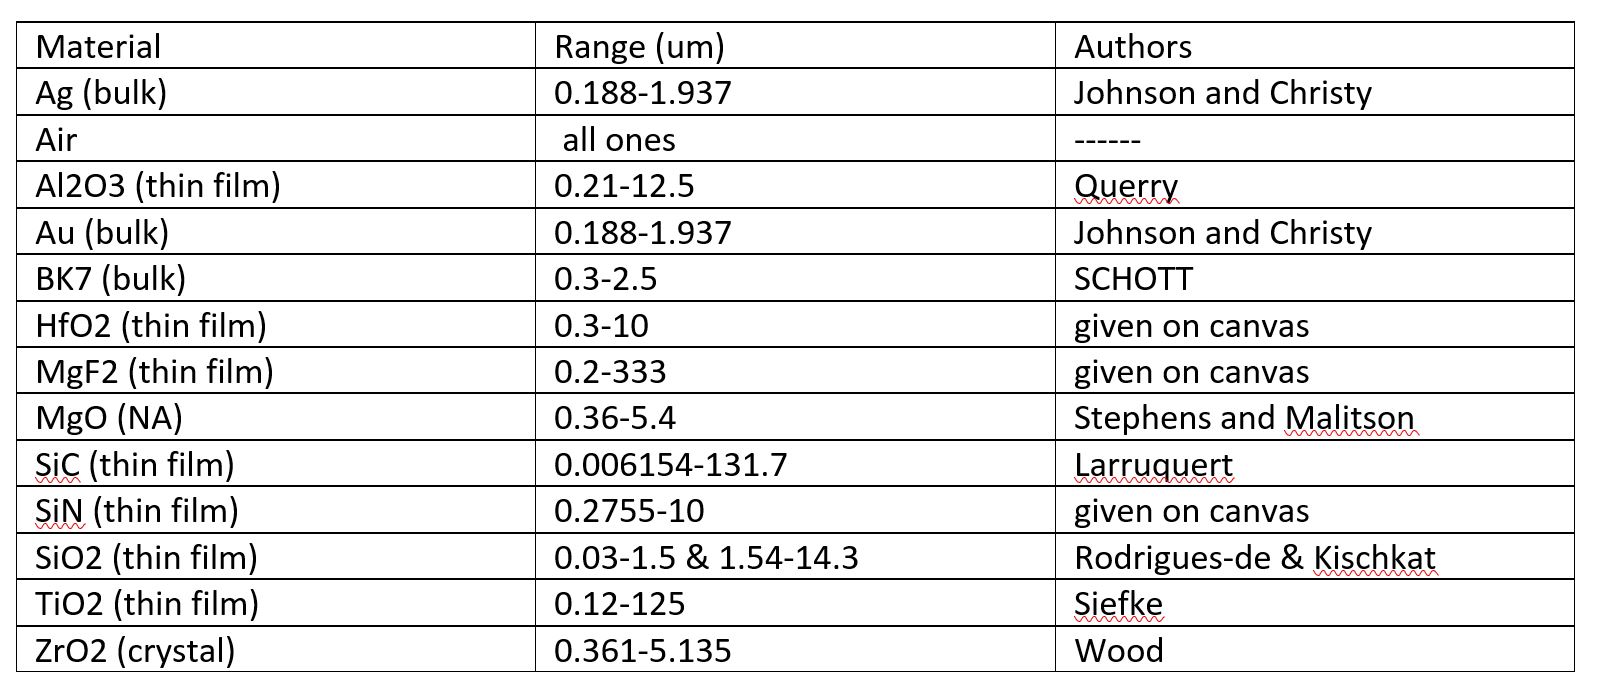 Material Range (um) Authors
Ag (bulk) 0.188-1.937 Johnson and Christy
Air all ones ------
Al2O3 (thin film) 0.21-12.5 Querry
Au (bulk) 0.188-1.937 Johnson and Christy
BK7 (bulk) 0.3-2.5 SCHOTT
HfO2 (thin film) 0.3-10 given on canvas
MgF2 (thin film) 0.2-333 given on canvas
MgO (NA) 0.36-5.4 Stephens and Malitson
SiC (thin film) 0.006154-131.7 Larruquert
SiN (thin film) 0.2755-10 given on canvas
SiO2 (thin film) 0.03-1.5 & 1.54-14.3 Rodrigues-de & Kischkat
TiO2 (thin film) 0.12-125 Siefke
ZrO2 (crystal) 0.361-5.135 Wood